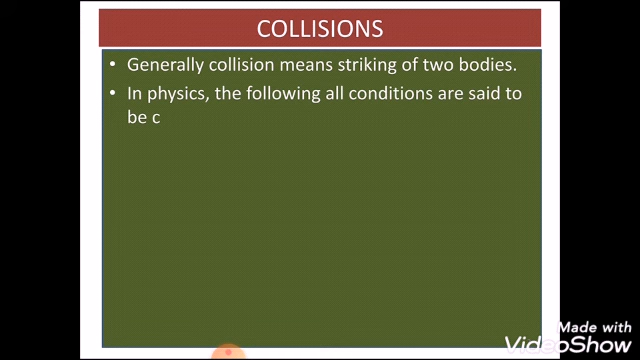 COLLISIONS
• Generally collision means striking of two bodies.
• In physics, the following all conditions are said to
be c
Made with
VideoShow